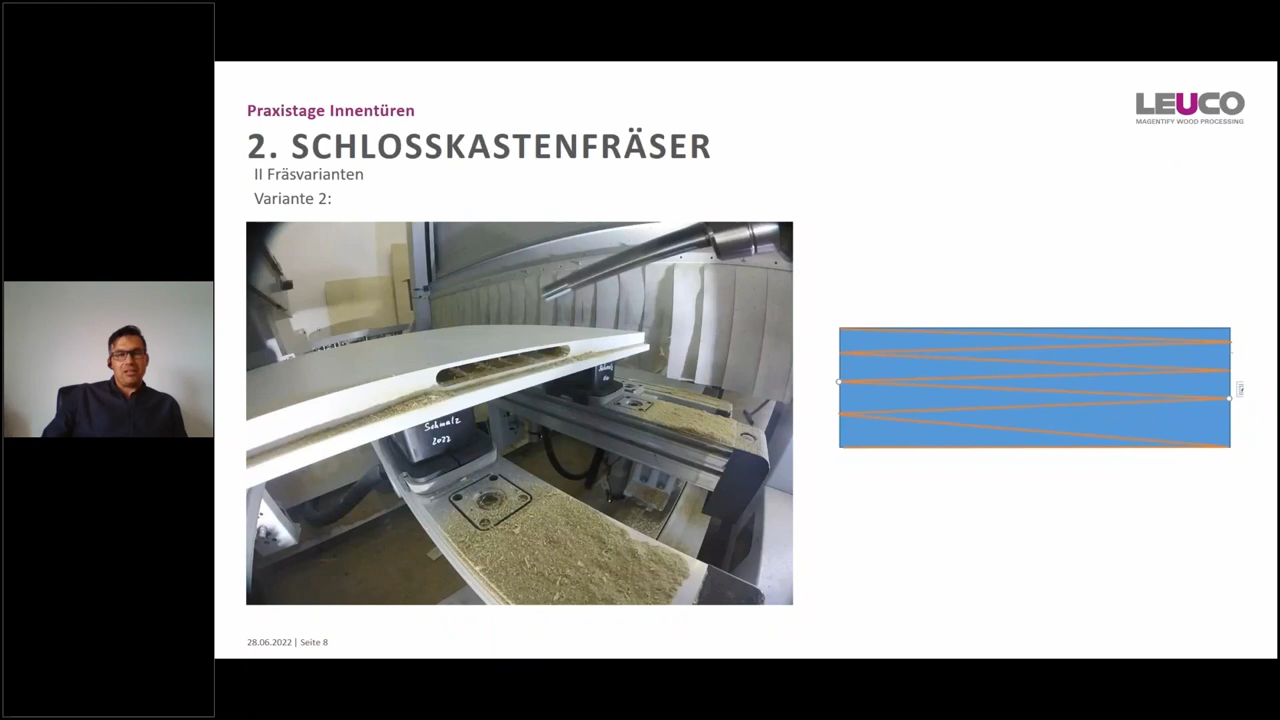 Praxistage Innentüren
LEUCO
MAGENTIFY WOOD PROCESSING
2. SCHLOSSKASTENFRÄSER
II Fräsvarianten
Variante 2:
Schmalz
2022
28.06.2022 | Seite 8